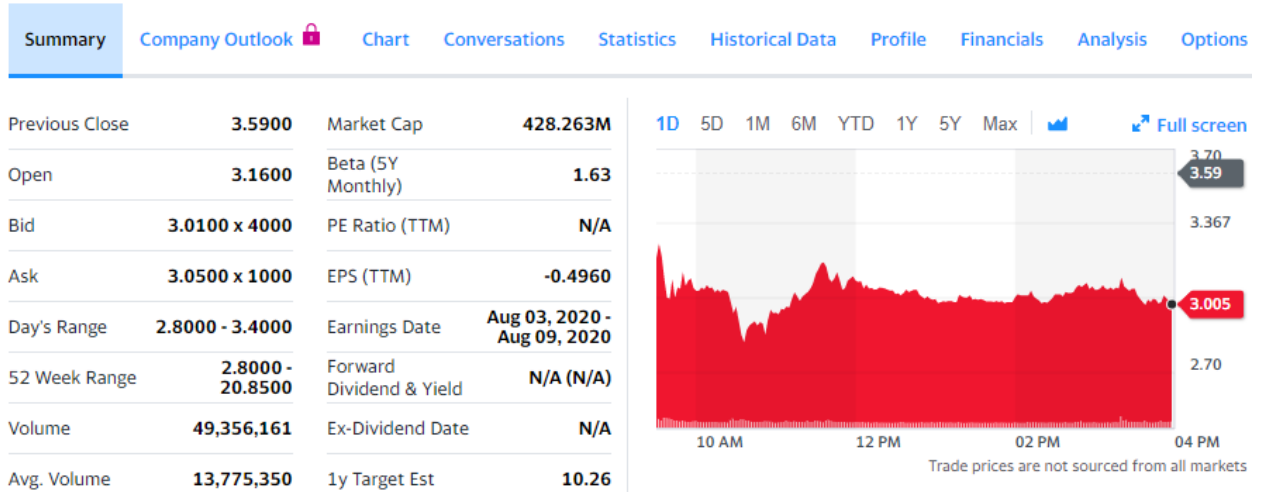 Summary Company Outlook Chart Conversations Statistics Historical Data Profile Financials Analysis Options
Previous Close 3.5900
Open 3.1600
Bid 3.0100 x 4000
Ask 3.0500 x 1000
Day's Range 2.8000 - 3.4000
52 Week Range 2.8000 -
20.8500
Volume 49,356,161
Avg. Volume 13,775,350
Market Cap 428.263M
Beta (5Y
Monthly) 1.63
PE Ratio (TTM) N/A
EPS (TTM) -0.4960
Earnings Date Aug 03, 2020 -
Aug 09, 2020
Forward
Dividend & Yield N/A (N/A)
Ex-Dividend Date N/A
1y Target Est 10.26
1D 5D 1M 6M YTD 1Y 5Y Max Full screen
3.70
3.59
3.367
3.005
2.70
10 AM 12 PM 02 PM 04 PM
Trade prices are not sourced from all markets